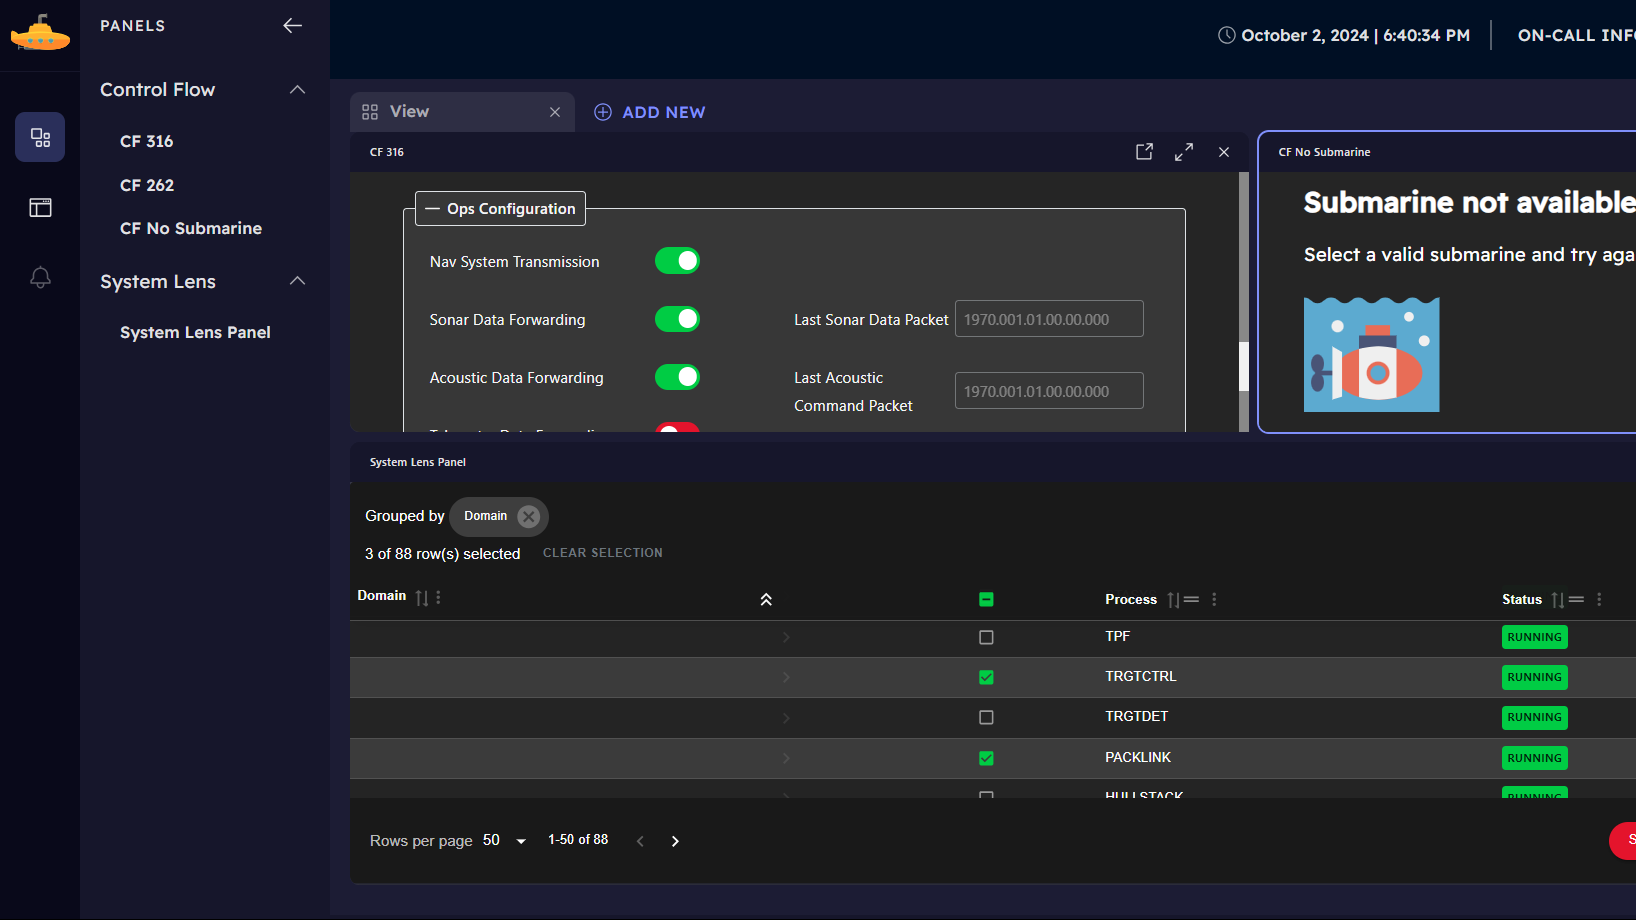 PANELS
Control Flow
CF 316
CF 262
CF No Submarine
System Lens
System Lens Panel
October 2, 2024 | 6:40:34 PM
ON-CALL INFO
View
ADD NEW
CF 316
Ops Configuration
Nav System Transmission
Sonar Data Forwarding
Last Sonar Data Packet
1970.001.01.00.00.000
Acoustic Data Forwarding
Last Acoustic
Command Packet
1970.001.01.00.00.000
CF No Submarine
Submarine not available
Select a valid submarine and try aga
System Lens Panel
Grouped by Domain
3 of 88 row(s) selected CLEAR SELECTION
Domain Process Status
TPF RUNNING
TRGTCTRL RUNNING
TRGTDET RUNNING
PACKLINK RUNNING
HULLSTACK RUNNING
Rows per page 50 1-50 of 88
S